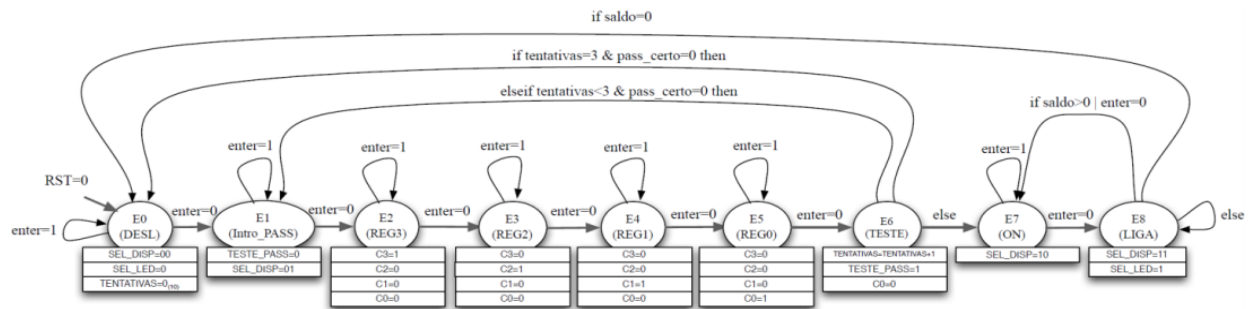 if saldo=0
if tentativas=3 & pass_certo=0 then
elseif tentativas<3 & pass_certo=0 then
if saldo>0 | enter=0
enter=1
enter=1
enter=1
enter=1
enter=1
enter=1
RST=0
enter=1
E0
(DESL)
enter=0
E1
(Intro_PASS)
enter=0
E2
(REG3)
enter=0
E3
(REG2)
enter=0
E4
(REG1)
enter=0
E5
(REG0)
enter=0
E6
(TESTE)
else
E7
(ON)
enter=0
E8
(LIGA)
else
SEL_DISP=00
SEL_LED=0
TENTATIVAS=0(10)
TESTE_PASS=0
SEL_DISP=01
C3=1
C2=0
C1=0
C0=0
C3=0
C2=1
C1=0
C0=0
C3=0
C2=0
C1=1
C0=0
C3=0
C2=0
C1=0
C0=1
TENTATIVAS=TENTATIVAS+1
TESTE_PASS=1
C0=0
SEL_DISP=10
SEL_DISP=11
SEL_LED=1